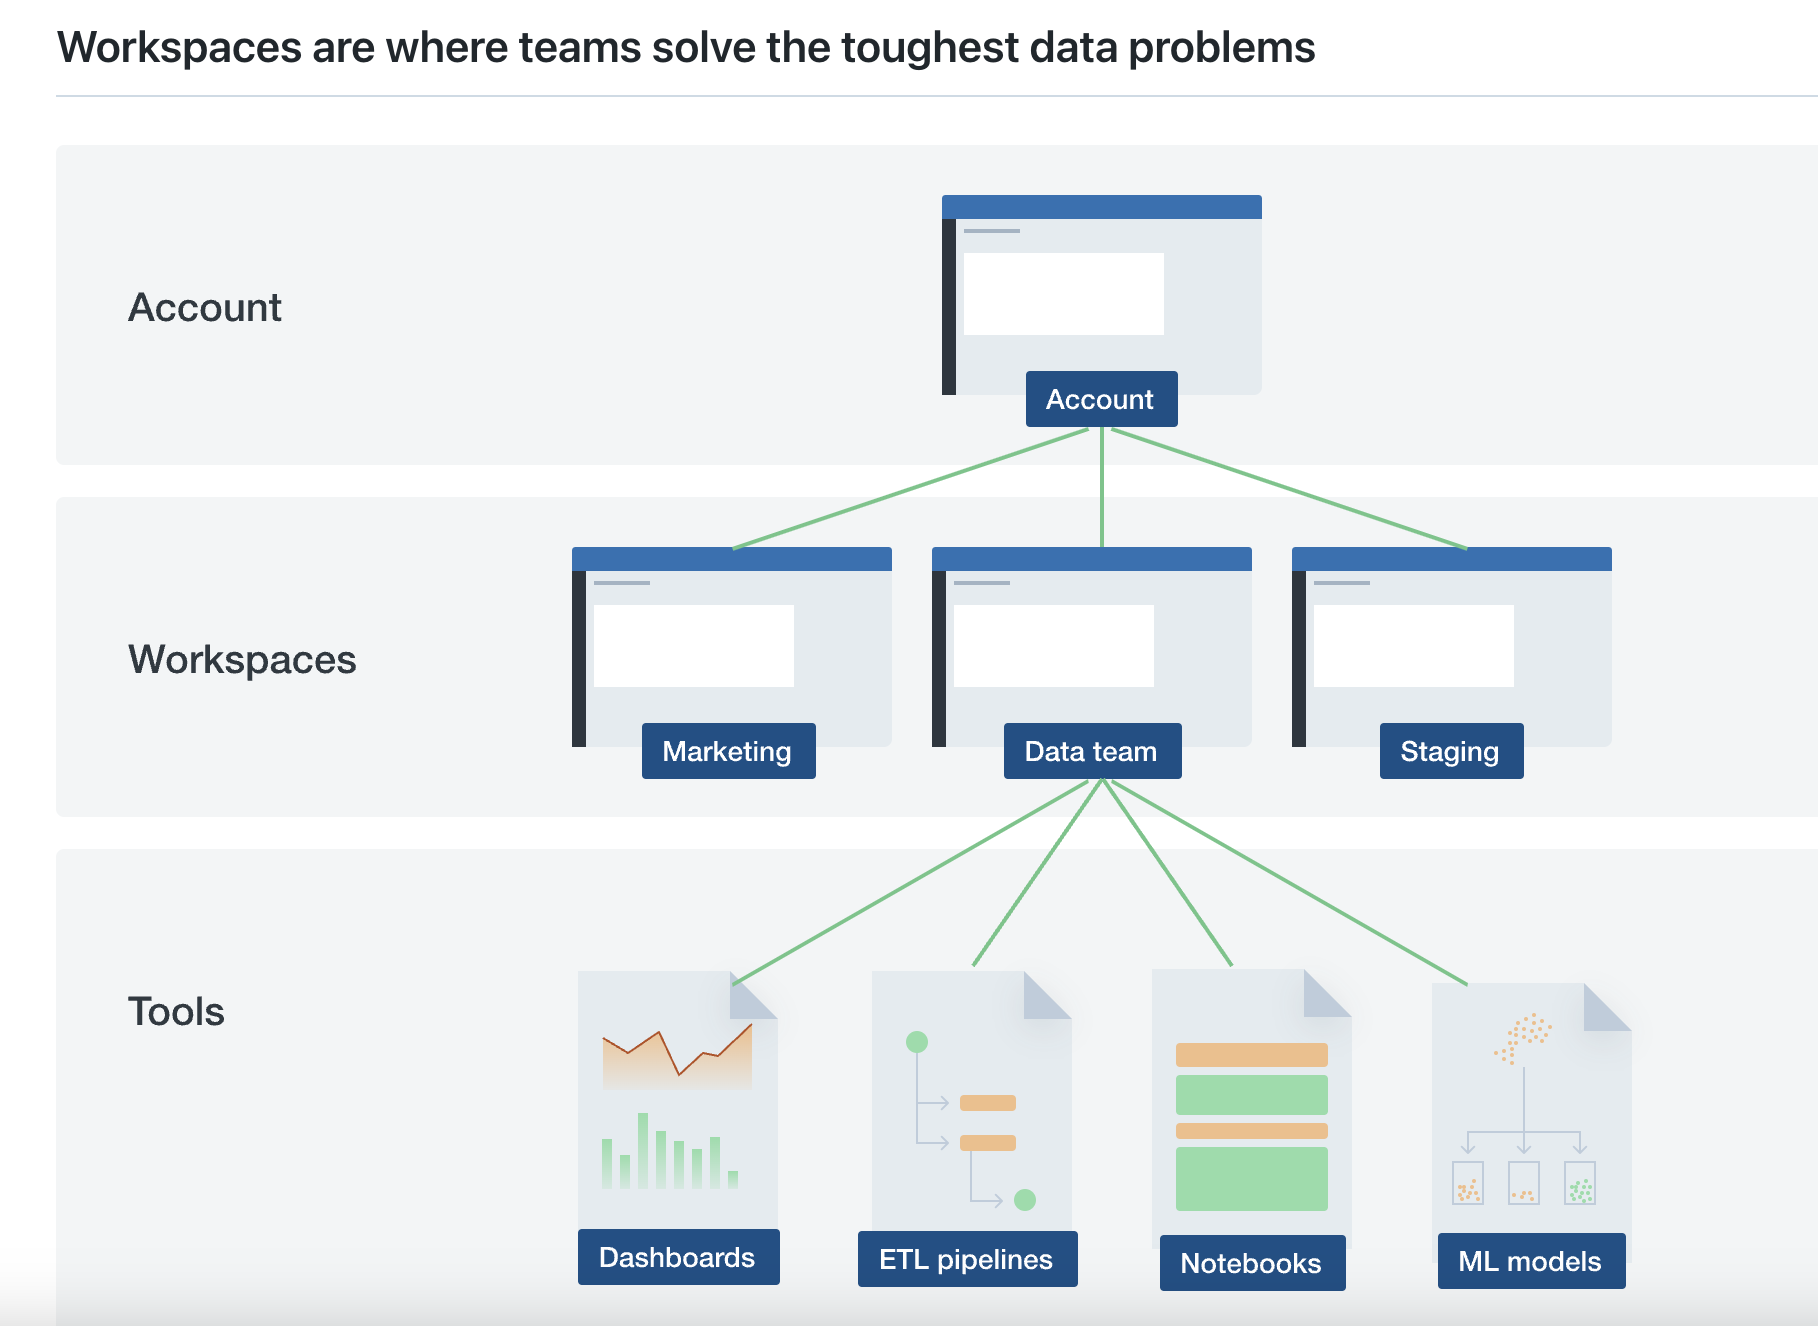 Workspaces are where teams solve the toughest data problems
Account
Account
Workspaces
Marketing
Data team
Staging
Tools
Dashboards
ETL pipelines
Notebooks
ML models